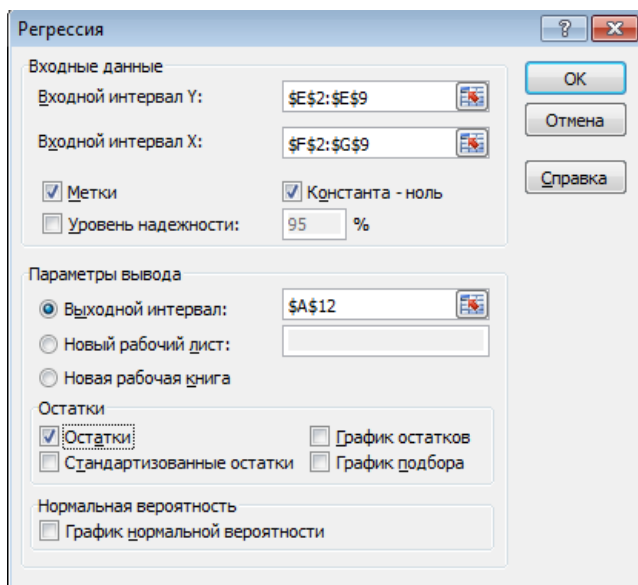 Регрессия
Входные данные
Входной интервал Y: $E$2:$E$9
Входной интервал X: $F$2:$G$9
Метки Константа - ноль
Уровень надежности: 95 %
OK
Отмена
Справка
Параметры вывода
Выходной интервал: $A$12
Новый рабочий лист:
Новая рабочая книга
Остатки
Остатки График остатков
Стандартизованные остатки График подбора
Нормальная вероятность
График нормальной вероятности